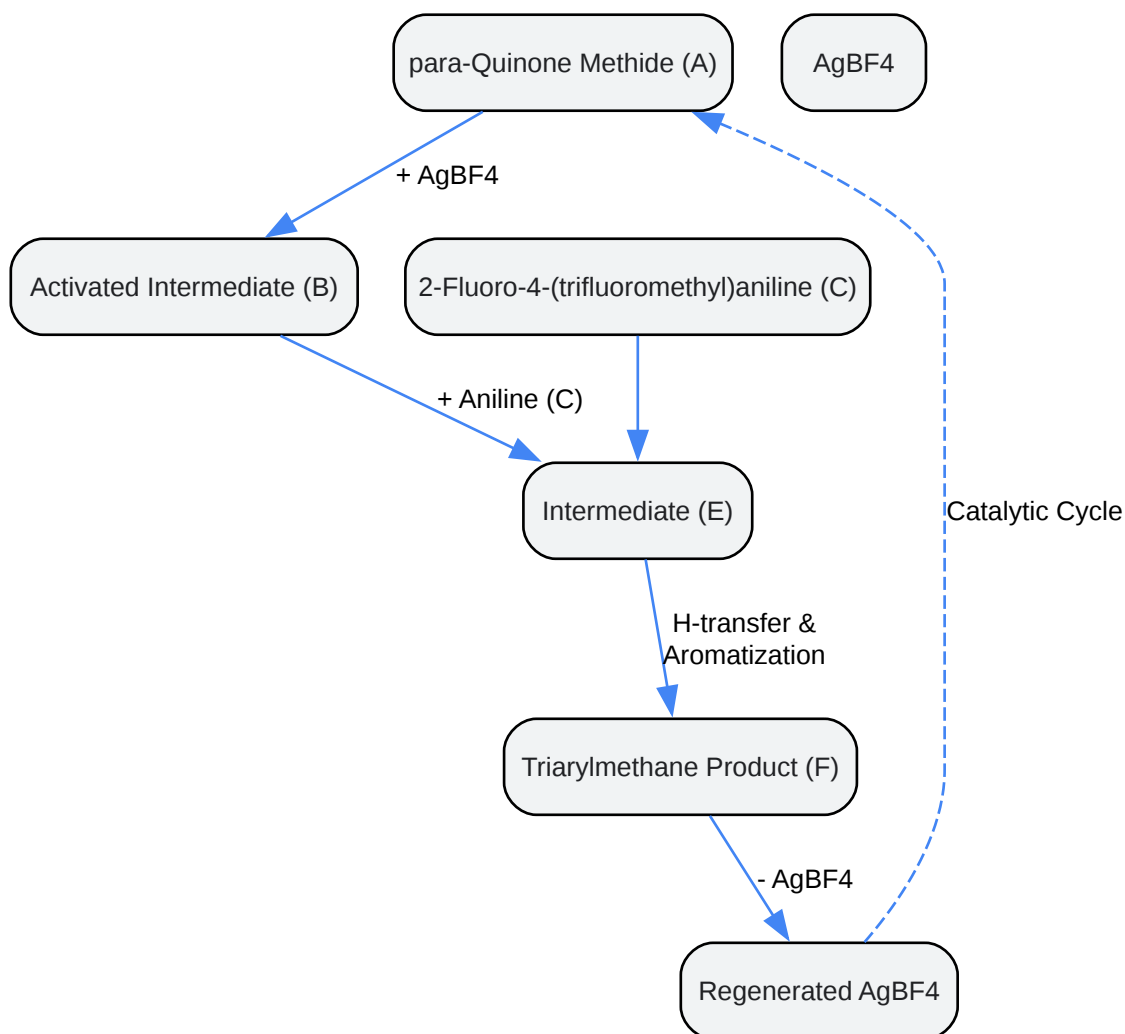 para-Quinone Methide (A)
AgBF4
+ AgBF4
Activated Intermediate (B)
2-Fluoro-4-(trifluoromethyl)aniline (C)
+ Aniline (C)
Intermediate (E)
Catalytic Cycle
H-transfer &
Aromatization
Triarylmethane Product (F)
- AgBF4
Regenerated AgBF4